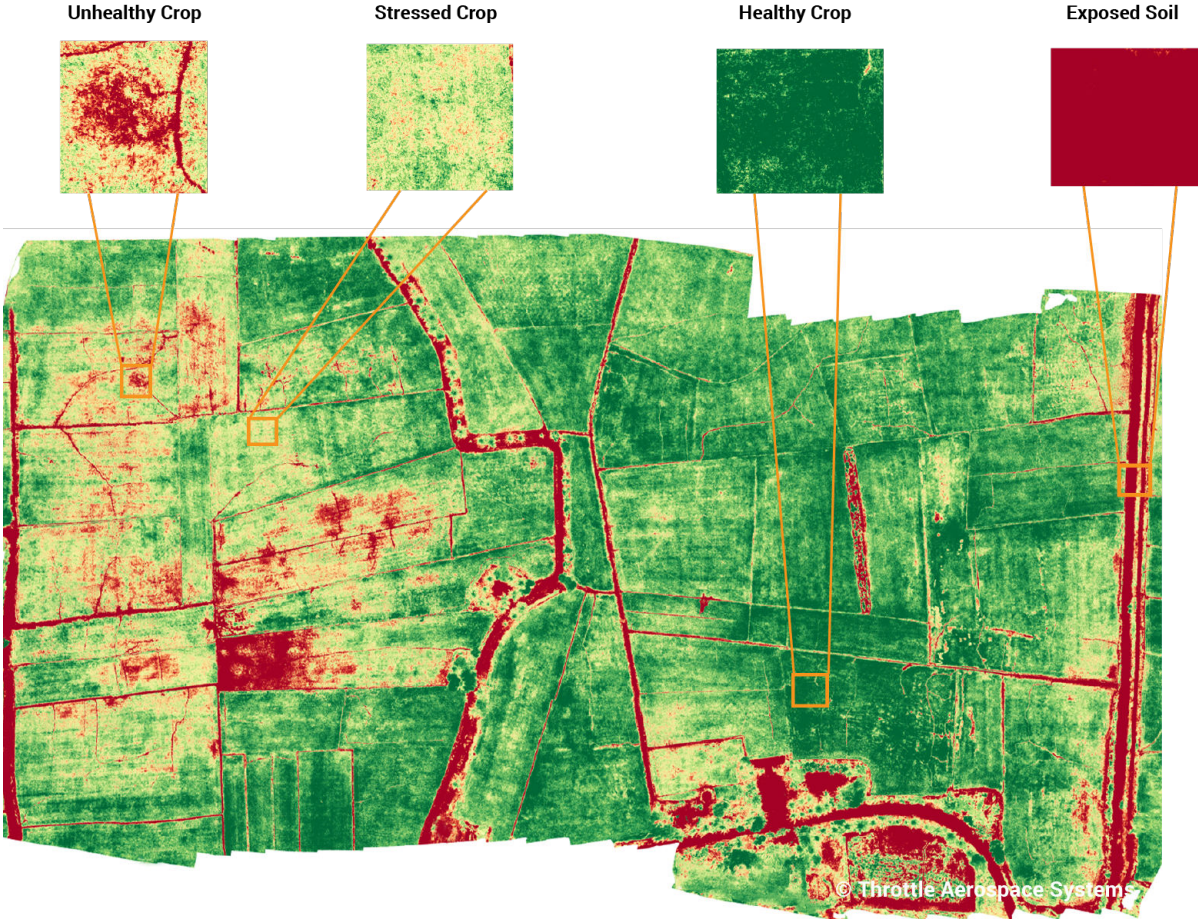 Unhealthy Crop
Stressed Crop
Healthy Crop
Exposed Soil
© Throttle Aerospace Systems